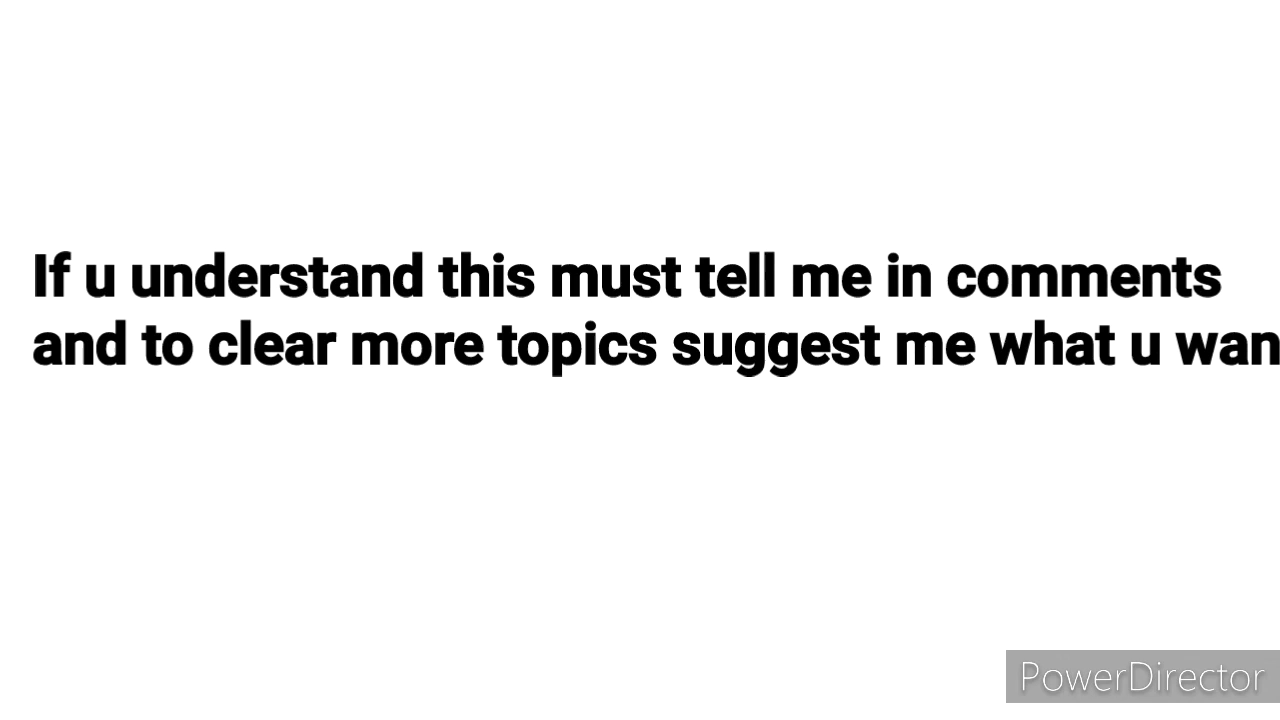 If u understand this must tell me in comments
and to clear more topics suggest me what u wan
PowerDirector